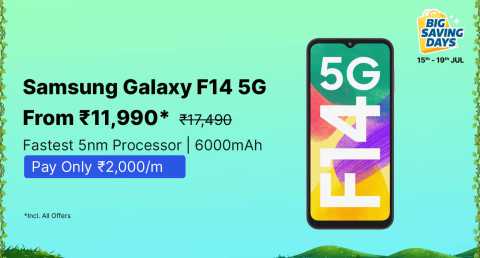 BIG
SAVING
DAYS
15th - 19th JUL
Samsung Galaxy F14 5G
From ₹11,990* ₹17,490
Fastest 5nm Processor | 6000mAh
Pay Only ₹2,000/m
*Incl. All Offers
5G
F14